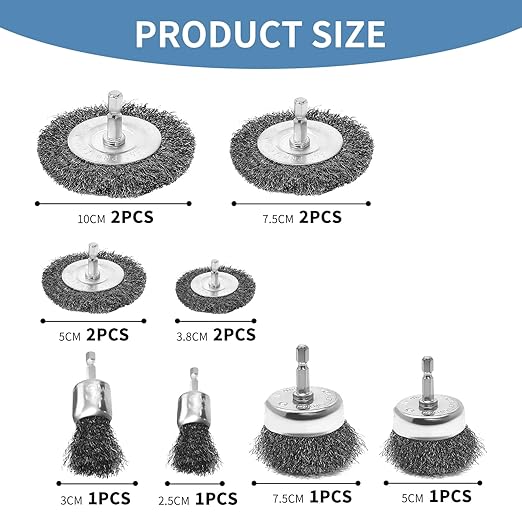 PRODUCT SIZE
10CM 2PCS
7.5CM 2PCS
5CM 2PCS
3.8CM 2PCS
3CM 1PCS
2.5CM 1PCS
7.5CM 1PCS
5CM 1PCS